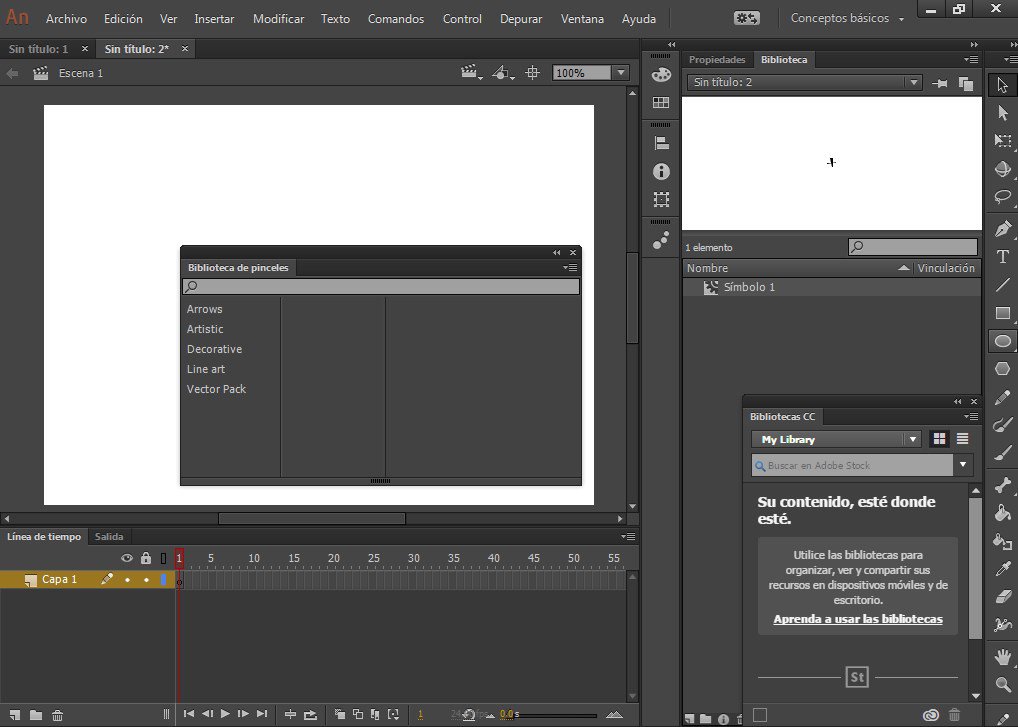 An Archivo Edición Ver Insertar Modificar Texto Comandos Control Depurar Ventana Ayuda Conceptos básicos
Sin título: 1 × Sin título: 2* ×
Escena 1 100%
Propiedades Biblioteca
Sin título: 2
1 elemento
Nombre Vinculación
Símbolo 1
Biblioteca de pinceles
Arrows
Artistic
Decorative
Line art
Vector Pack
Bibliotecas CC
My Library
Buscar en Adobe Stock
Su contenido, esté donde
esté.
Utilice las bibliotecas para
organizar, ver y compartir sus
recursos en dispositivos móviles y de
escritorio.
Aprenda a usar las bibliotecas
St
Línea de tiempo Salida
1 5 10 15 20 25 30 35 40 45 50 55
Capa 1
1 0.0 s